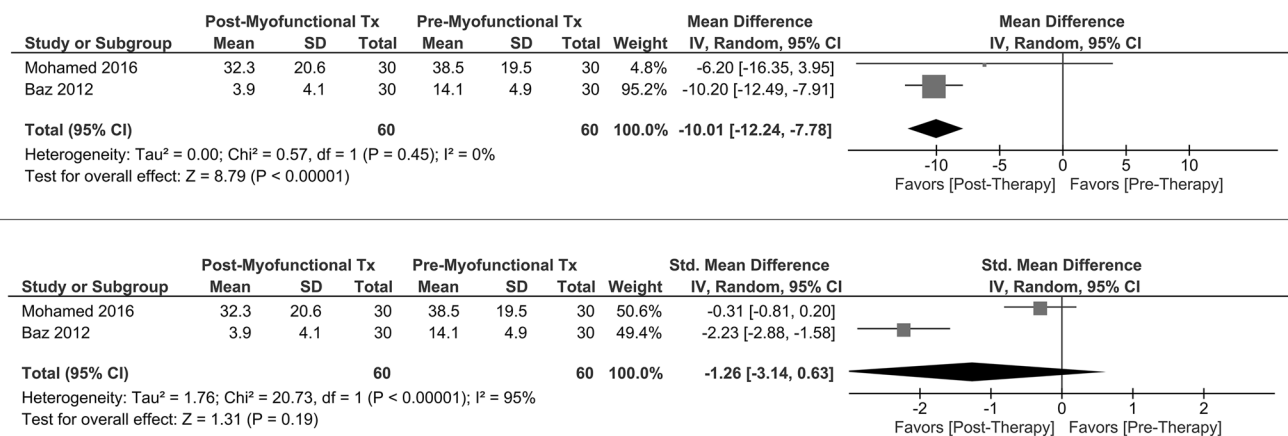 Post-Myofunctional Tx Pre-Myofunctional Tx Mean Difference Mean Difference
Study or Subgroup Mean SD Total Mean SD Total Weight IV, Random, 95% CI IV, Random, 95% CI
Mohamed 2016 32.3 20.6 30 38.5 19.5 30 4.8% -6.20 [-16.35, 3.95]
Baz 2012 3.9 4.1 30 14.1 4.9 30 95.2% -10.20 [-12.49, -7.91]
Total (95% CI) 60 60 100.0% -10.01 [-12.24, -7.78]
Heterogeneity: Tau² = 0.00; Chi² = 0.57, df = 1 (P = 0.45); I² = 0%
Test for overall effect: Z = 8.79 (P < 0.00001)
-10 -5 0 5 10
Favors [Post-Therapy] Favors [Pre-Therapy]
Post-Myofunctional Tx Pre-Myofunctional Tx Std. Mean Difference Std. Mean Difference
Study or Subgroup Mean SD Total Mean SD Total Weight IV, Random, 95% CI IV, Random, 95% CI
Mohamed 2016 32.3 20.6 30 38.5 19.5 30 50.6% -0.31 [-0.81, 0.20]
Baz 2012 3.9 4.1 30 14.1 4.9 30 49.4% -2.23 [-2.88, -1.58]
Total (95% CI) 60 60 100.0% -1.26 [-3.14, 0.63]
Heterogeneity: Tau² = 1.76; Chi² = 20.73, df = 1 (P < 0.00001); I² = 95%
Test for overall effect: Z = 1.31 (P = 0.19)
-2 -1 0 1 2
Favors [Post-Therapy] Favors [Pre-Therapy]